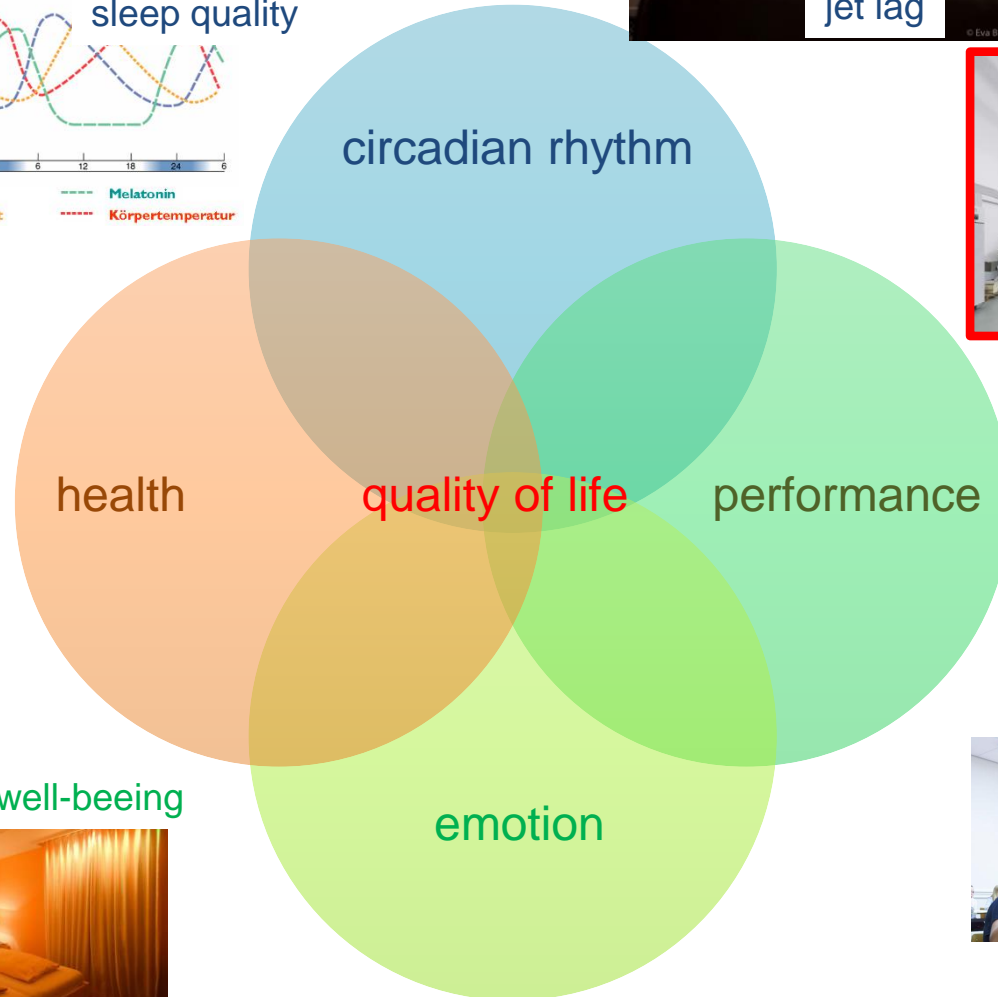 sleep quality
jet lag
© Eva B
circadian rhythm
6 12 18 24 6
Melatonin
Körpertemperatur
health
quality of life
performance
well-beeing
emotion